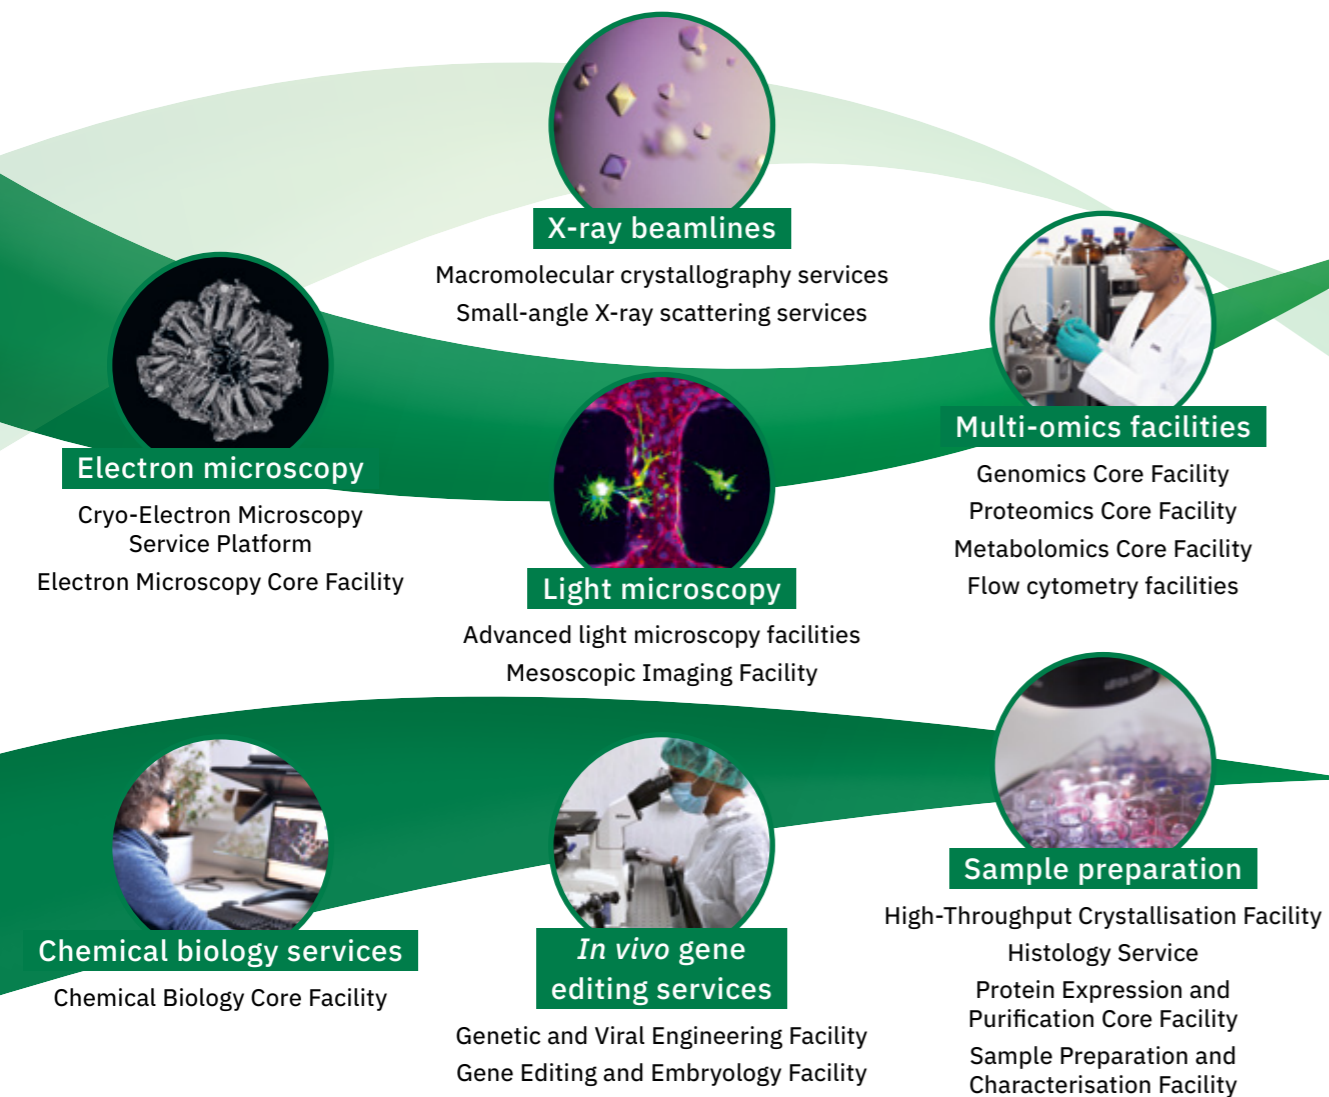 X-ray beamlines
Macromolecular crystallography services
Small-angle X-ray scattering services
Electron microscopy
Cryo-Electron Microscopy
Service Platform
Electron Microscopy Core Facility
Light microscopy
Advanced light microscopy facilities
Mesoscopic Imaging Facility
Multi-omics facilities
Genomics Core Facility
Proteomics Core Facility
Metabolomics Core Facility
Flow cytometry facilities
Chemical biology services
Chemical Biology Core Facility
In vivo gene
editing services
Genetic and Viral Engineering Facility
Gene Editing and Embryology Facility
Sample preparation
High-Throughput Crystallisation Facility
Histology Service
Protein Expression and
Purification Core Facility
Sample Preparation and
Characterisation Facility